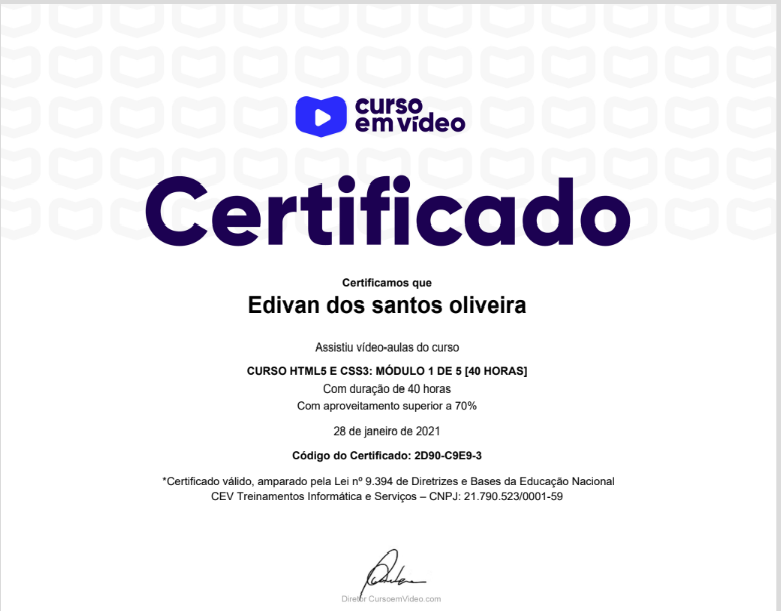 curso
em vídeo
Certificado
Certificamos que
Edivan dos santos oliveira
Assistiu vídeo-aulas do curso
CURSO HTML5 E CSS3: MÓDULO 1 DE 5 [40 HORAS]
Com duração de 40 horas
Com aproveitamento superior a 70%
28 de janeiro de 2021
Código do Certificado: 2D90-C9E9-3
*Certificado válido, amparado pela Lei nº 9.394 de Diretrizes e Bases da Educação Nacional
CEV Treinamentos Informática e Serviços – CNPJ: 21.790.523/0001-59
Diretor CursoemVideo.com